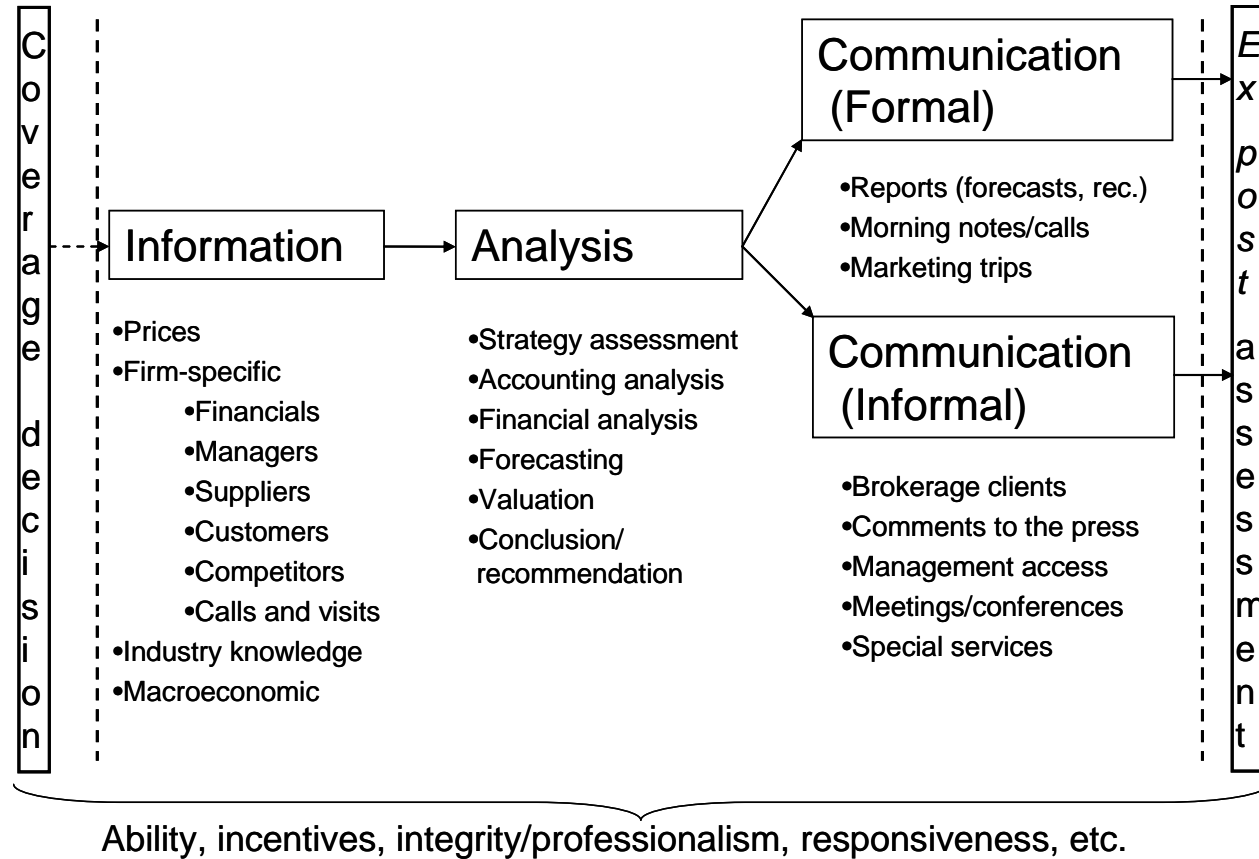 Coverage decision
Information
•Prices
•Firm-specific
•Financials
•Managers
•Suppliers
•Customers
•Competitors
•Calls and visits
•Industry knowledge
•Macroeconomic
Analysis
•Strategy assessment
•Accounting analysis
•Financial analysis
•Forecasting
•Valuation
•Conclusion/
recommendation
Communication
(Formal)
•Reports (forecasts, rec.)
•Morning notes/calls
•Marketing trips
Communication
(Informal)
•Brokerage clients
•Comments to the press
•Management access
•Meetings/conferences
•Special services
Ex post assessment
Ability, incentives, integrity/professionalism, responsiveness, etc.